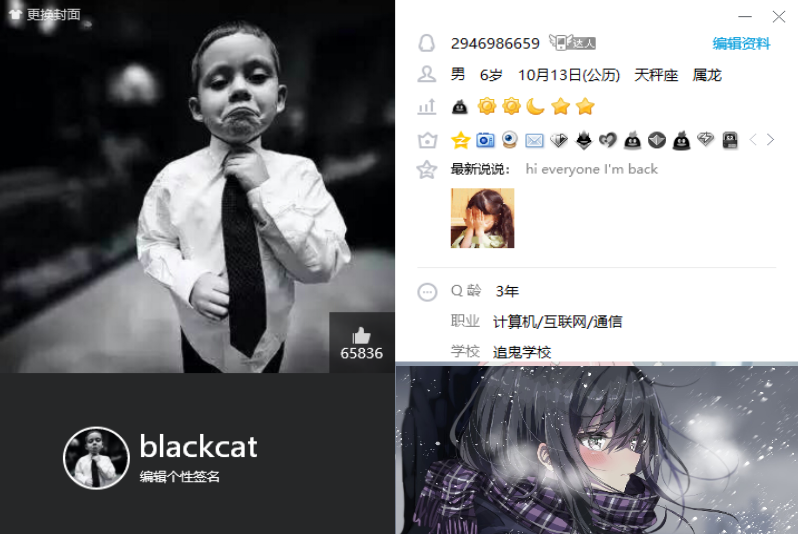 更换封面
65836
blackcat
编辑个性签名
2946986659 达人 编辑资料
男 6岁 10月13日(公历) 天秤座 属龙
最新说说： hi everyone I'm back
Q 龄 3年
职业 计算机/互联网/通信
学校 追鬼学校